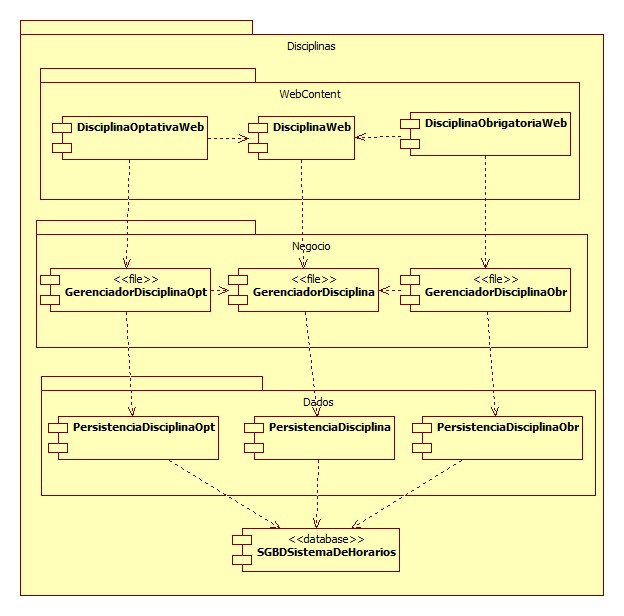 Disciplinas
WebContent
DisciplinaOptativaWeb
DisciplinaWeb
DisciplinaObrigatoriaWeb
Negocio
<<file>>
GerenciadorDisciplinaOpt
<<file>>
GerenciadorDisciplina
<<file>>
GerenciadorDisciplinaObr
Dados
PersistenciaDisciplinaOpt
PersistenciaDisciplina
PersistenciaDisciplinaObr
<<database>>
SGBDSistemaDeHorarios